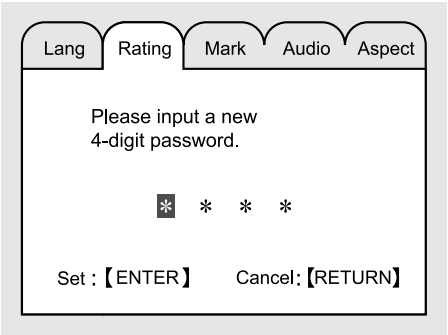 Lang Rating Mark Audio Aspect
Please input a new
4-digit password.
* * * *
Set :【ENTER】 Cancel:【RETURN】